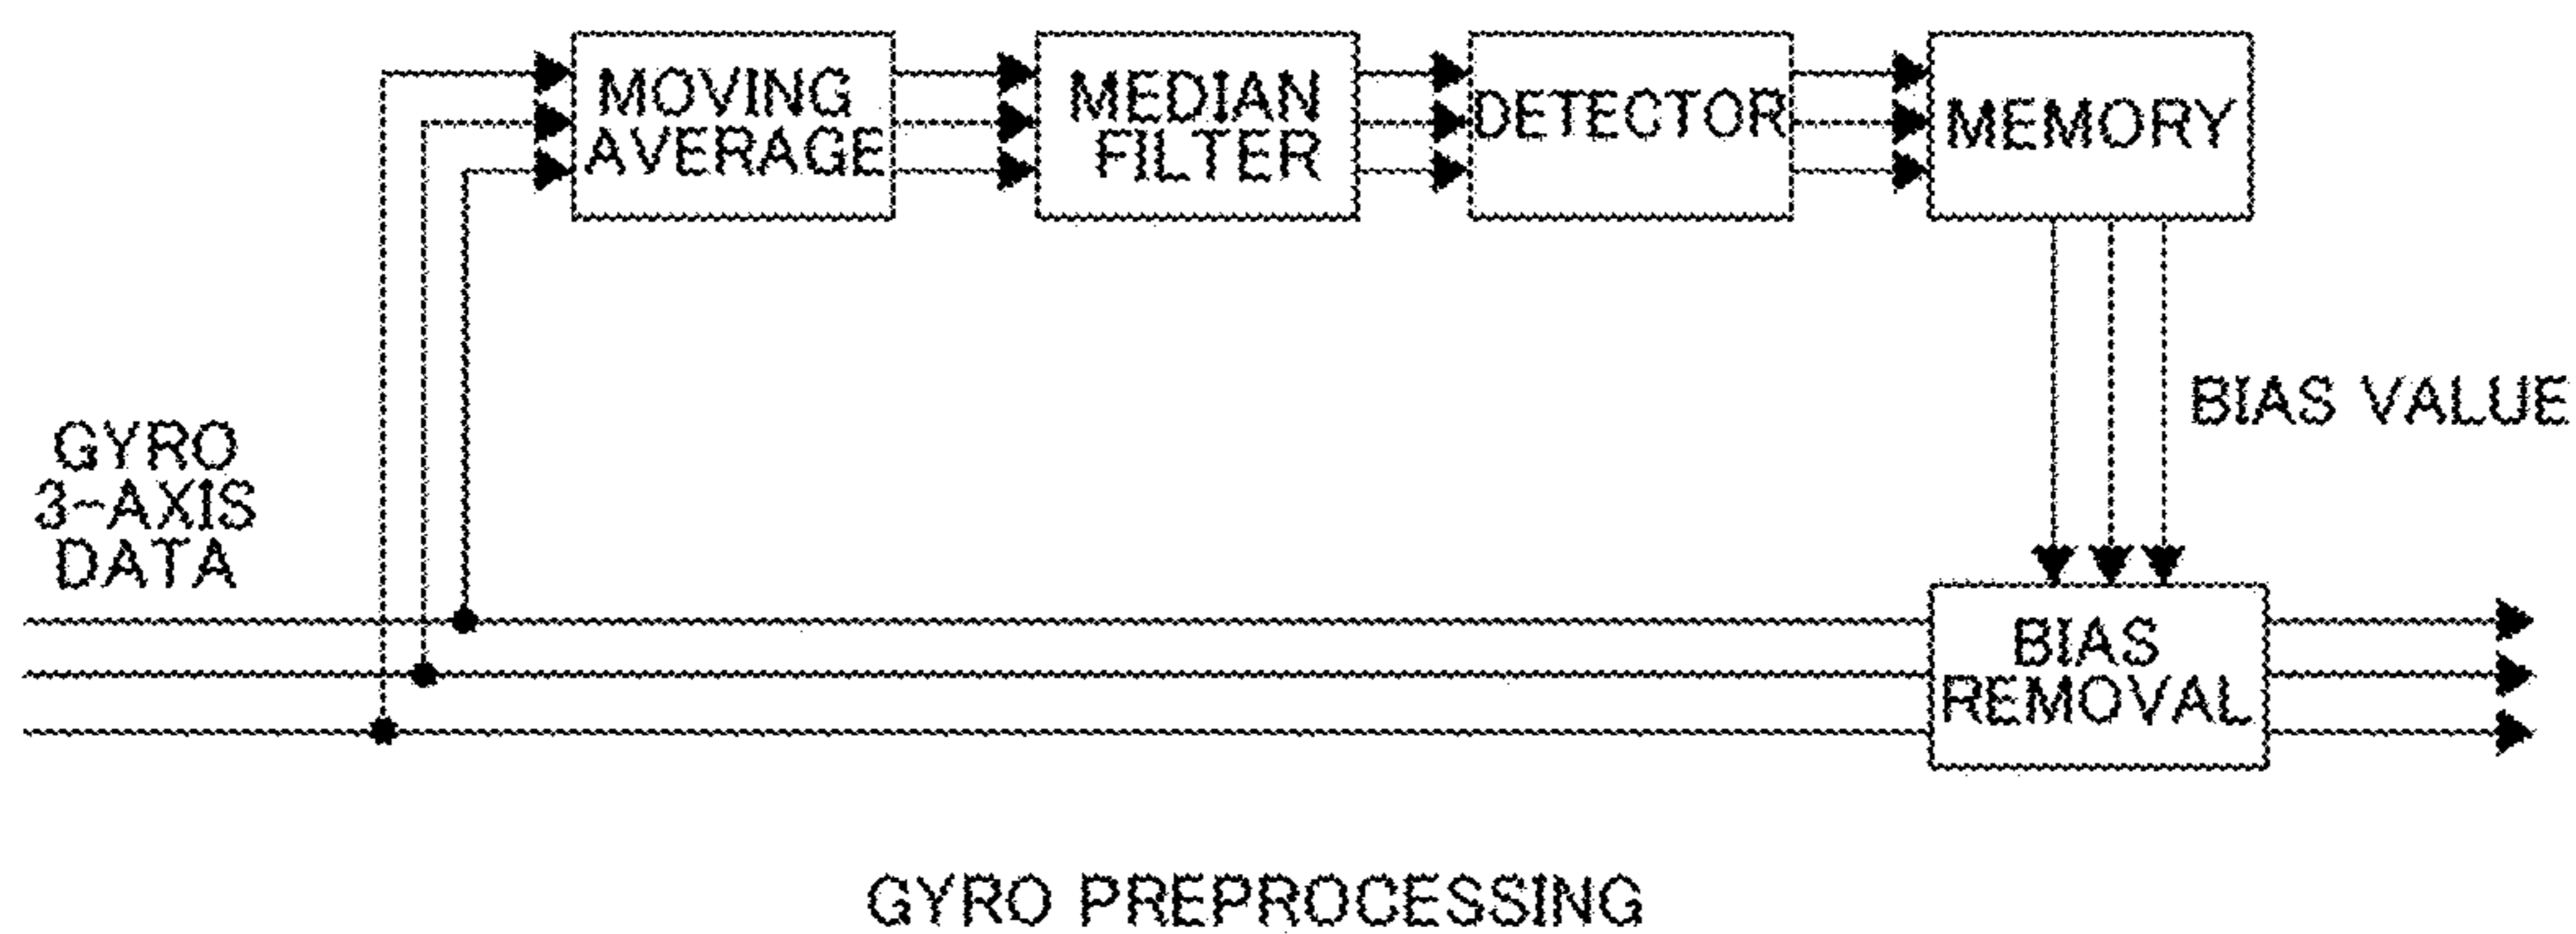 MOVING
AVERAGE
MEDIAN
FILTER
DETECTOR
MEMORY
BIAS VALUE
GYRO
3-AXIS
DATA
BIAS
REMOVAL
GYRO PREPROCESSING